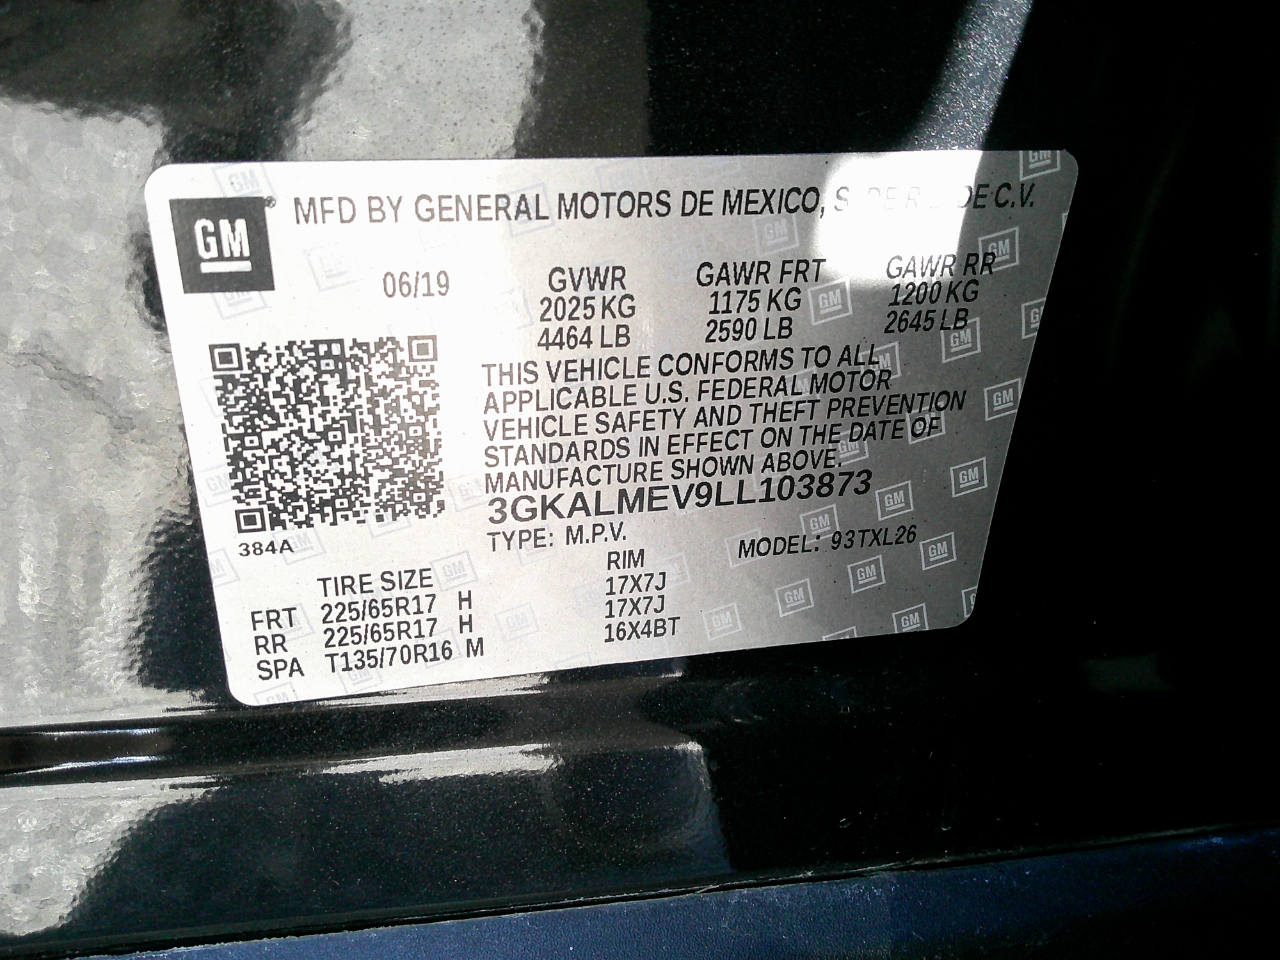 GM
MFD BY GENERAL MOTORS DE MEXICO, S. DE R. DE C.V.
06/19
GVWR GAWR FRT GAWR RR
2025 KG 1175 KG 1200 KG
4464 LB 2590 LB 2645 LB
THIS VEHICLE CONFORMS TO ALL
APPLICABLE U.S. FEDERAL MOTOR
VEHICLE SAFETY AND THEFT PREVENTION
STANDARDS IN EFFECT ON THE DATE OF
MANUFACTURE SHOWN ABOVE.
3GKALMEV9LL103873
384A
TYPE: M.P.V. MODEL: 93TXL26
TIRE SIZE RIM
FRT 225/65R17 H 17X7J
RR 225/65R17 H 17X7J
SPA T135/70R16 M 16X4BT